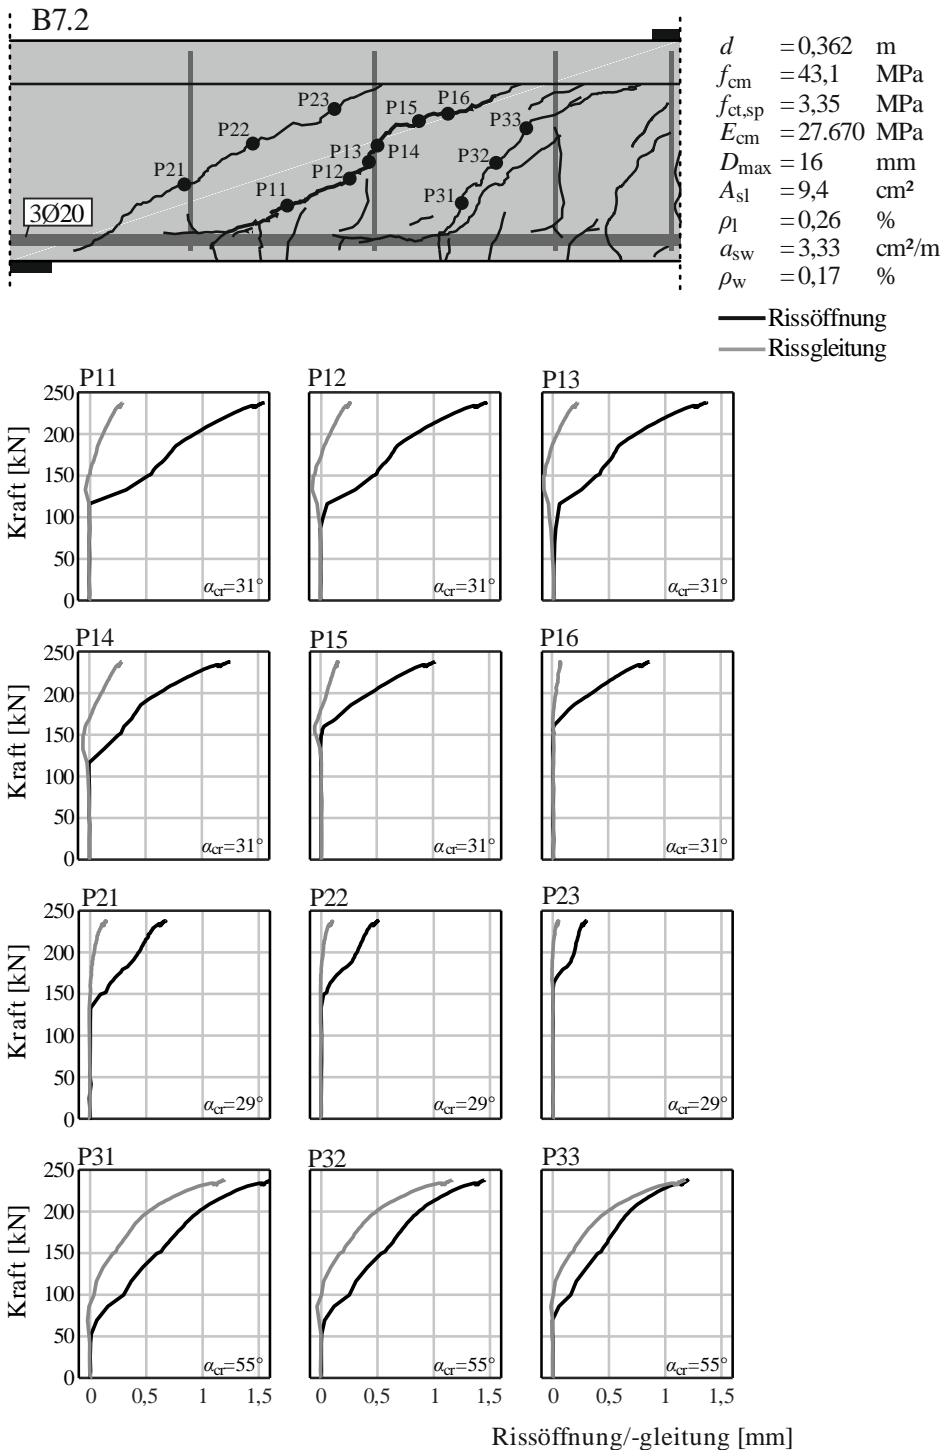 B7.2
d =0,362 m
f_cm =43,1 MPa
f_ct,sp =3,35 MPa
E_cm =27.670 MPa
D_max =16 mm
A_sl =9,4 cm²
ρ_l =0,26 %
a_sw =3,33 cm²/m
ρ_w =0,17 %
Rissöffnung
Rissgleitung
P23
P22
P21
P16
P15
P14
P13
P12
P11
P33
P32
P31
3Ø20
P11 P12 P13
Kraft [kN]
250
200
150
100
50
0
α_cr=31° α_cr=31° α_cr=31°
P14 P15 P16
Kraft [kN]
250
200
150
100
50
0
α_cr=31° α_cr=31° α_cr=31°
P21 P22 P23
Kraft [kN]
250
200
150
100
50
0
α_cr=29° α_cr=29° α_cr=29°
P31 P32 P33
Kraft [kN]
250
200
150
100
50
0
α_cr=55° α_cr=55° α_cr=55°
0 0,5 1 1,5 0 0,5 1 1,5 0 0,5 1 1,5
Rissöffnung/-gleitung [mm]